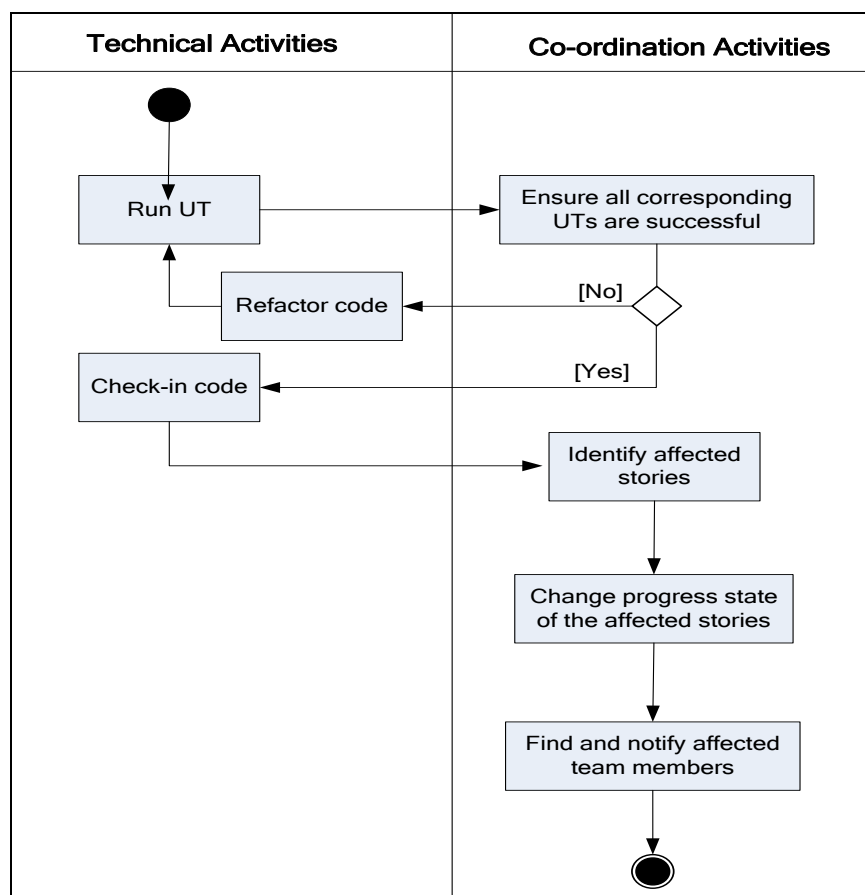 Technical Activities
Co-ordination Activities
Run UT
Ensure all corresponding
UTs are successful
[No]
Refactor code
[Yes]
Check-in code
Identify affected
stories
Change progress state
of the affected stories
Find and notify affected
team members